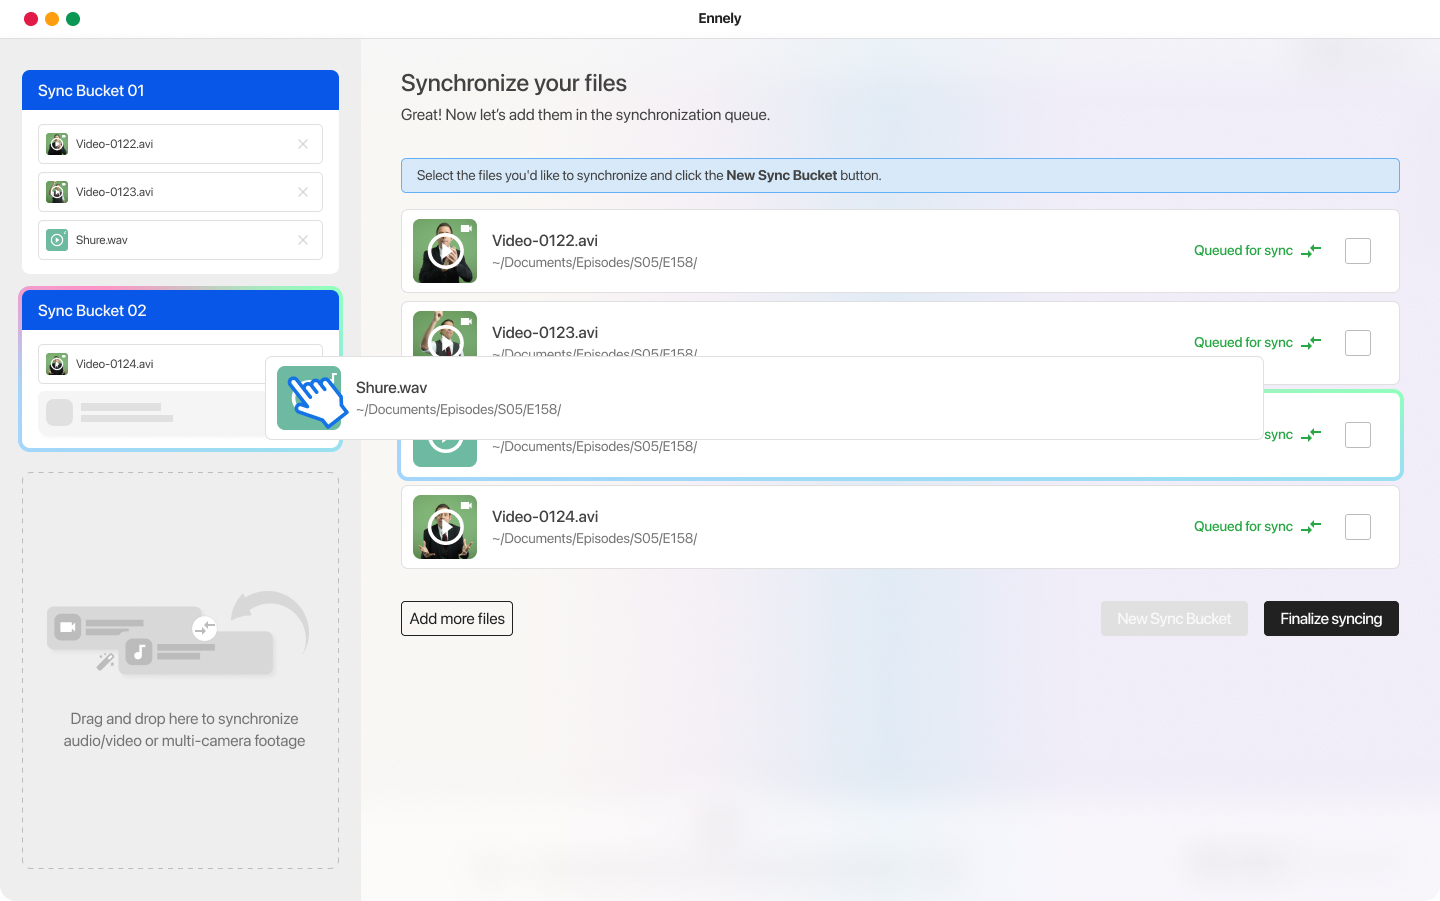 Ennely
Sync Bucket 01
Video-0122.avi
Video-0123.avi
Shure.wav
Sync Bucket 02
Video-0124.avi
Drag and drop here to synchronize
audio/video or multi-camera footage
Synchronize your files
Great! Now let’s add them in the synchronization queue.
Select the files you'd like to synchronize and click the New Sync Bucket button.
Video-0122.avi
~/Documents/Episodes/S05/E158/
Queued for sync
Video-0123.avi
~/Documents/Episodes/S05/E158/
Queued for sync
Shure.wav
~/Documents/Episodes/S05/E158/
sync
~/Documents/Episodes/S05/E158/
Video-0124.avi
~/Documents/Episodes/S05/E158/
Queued for sync
Add more files
New Sync Bucket
Finalize syncing